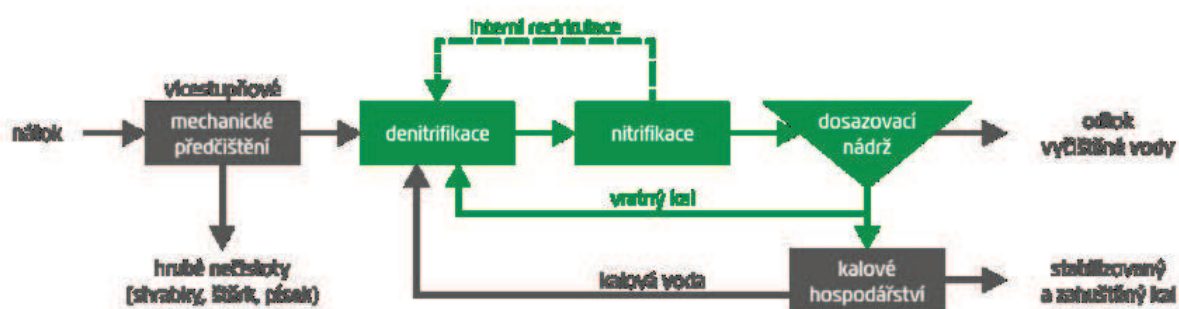 interní recirkulace
vícestupňové
mechanické
předčištění
nátok
denitrifikace
nitrifikace
dosazovací
nádrž
odtok
vyčištěné vody
vratný kal
hrubé nečistoty
(shrabky, štěrk, písek)
kalová voda
kalové
hospodářství
stabilizovaný
a zahuštěný kal